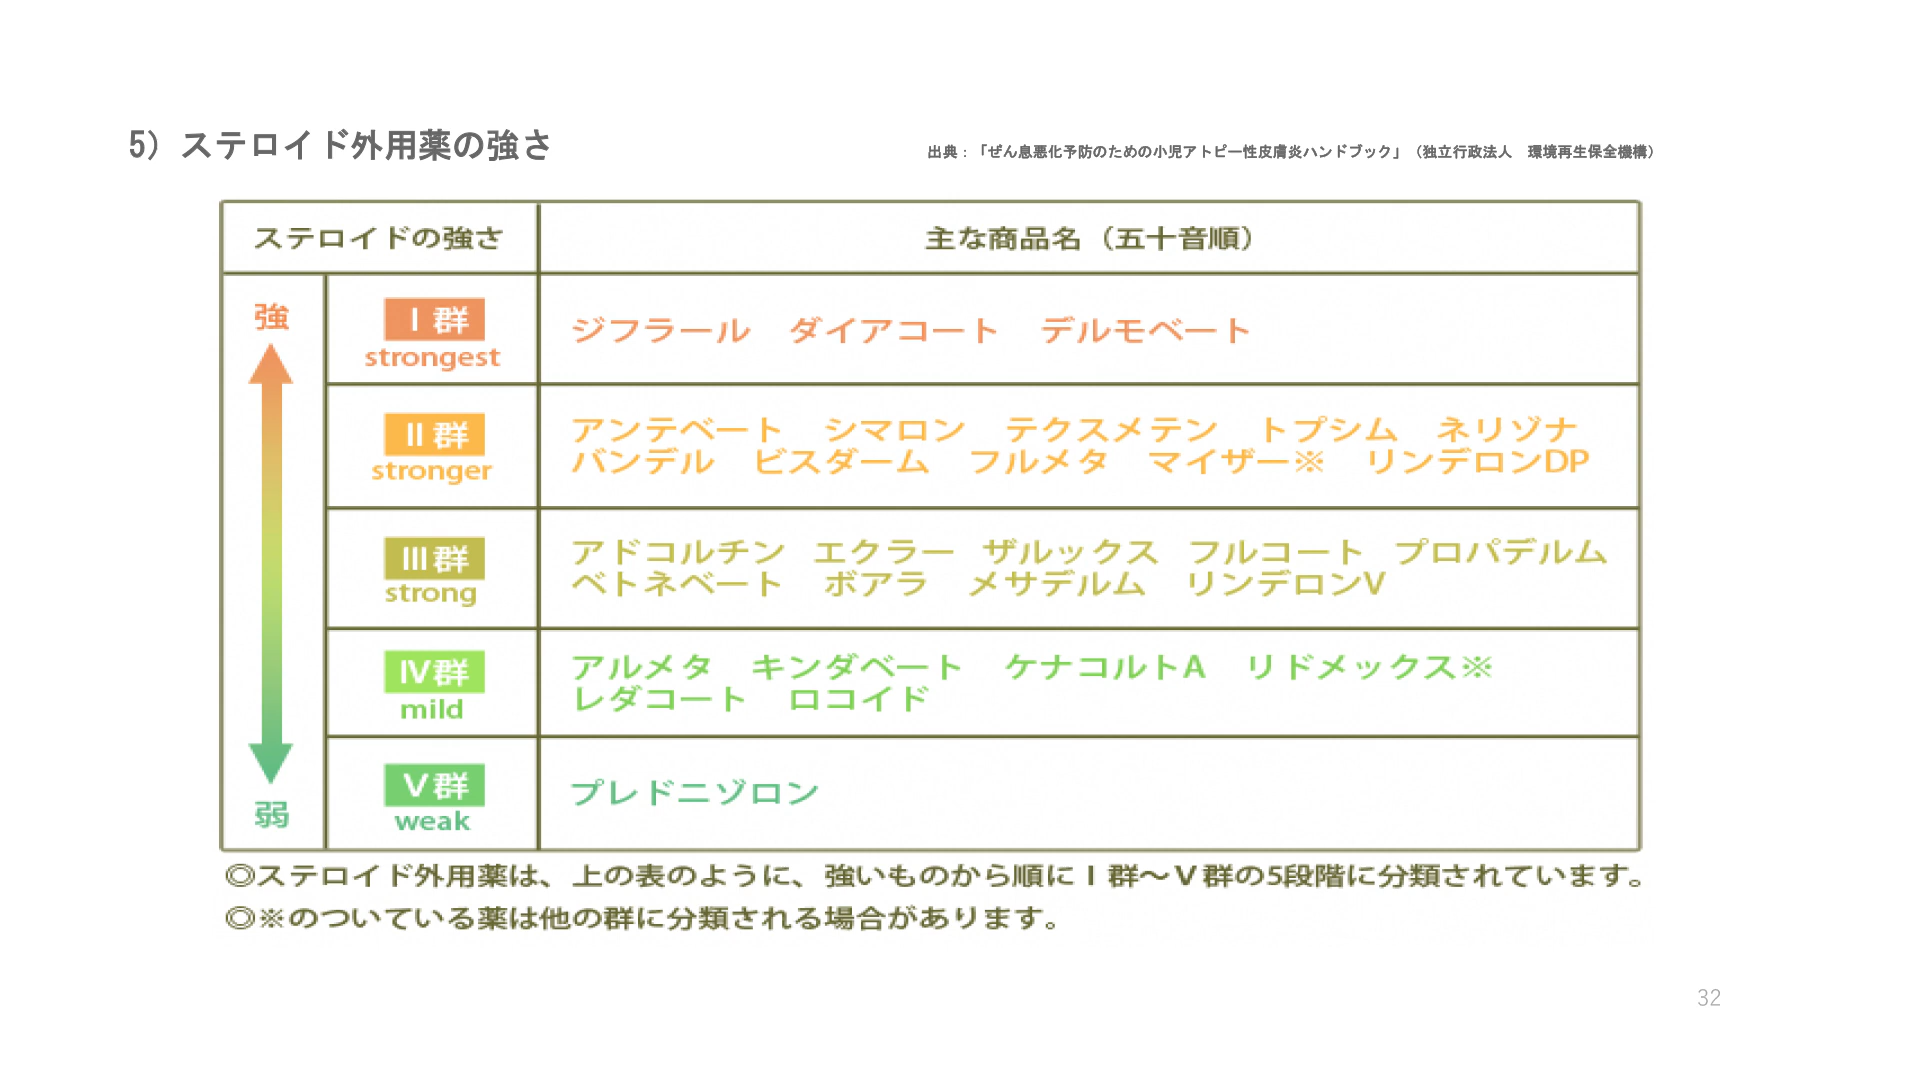 5）ステロイド外用薬の強さ
出典：「ぜん息悪化予防のための小児アトピー性皮膚炎ハンドブック」（独立行政法人　環境再生保全機構）
ステロイドの強さ
主な商品名（五十音順）
強
Ⅰ群
strongest
ジフラール　ダイアコート　デルモベート
Ⅱ群
stronger
アンテベート　シマロン　テクスメテン　トプシム　ネリゾナ
バンデル　ビスダーム　フルメタ　マイザー※　リンデロンDP
Ⅲ群
strong
アドコルチン　エクラー　ザルックス　フルコート　プロパデルム
ベトネベート　ボアラ　メサデルム　リンデロンV
Ⅳ群
mild
アルメタ　キンダベート　ケナコルトA　リドメックス※
レダコート　ロコイド
Ⅴ群
weak
プレドニゾロン
弱
◎ステロイド外用薬は、上の表のように、強いものから順にⅠ群～Ⅴ群の5段階に分類されています。
◎※のついている薬は他の群に分類される場合があります。
32